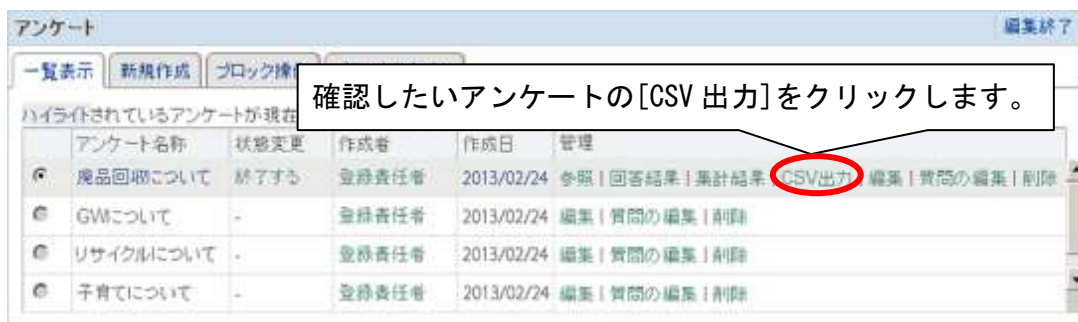 アンケート 編集終了
一覧表示 新規作成 ブロック操
確認したいアンケートの[CSV 出力]をクリックします。
ハイライトされているアンケートが現在
アンケート名称 状態変更 作成者 作成日 管理
廃品回収について 終了する 登録責任者 2013/02/24 参照 | 回答結果 | 集計結果 | CSV出力 | 編集 | 質問の編集 | 削除
GWについて - 登録責任者 2013/02/24 編集 | 質問の編集 | 削除
リサイクルについて - 登録責任者 2013/02/24 編集 | 質問の編集 | 削除
子育てについて - 登録責任者 2013/02/24 編集 | 質問の編集 | 削除